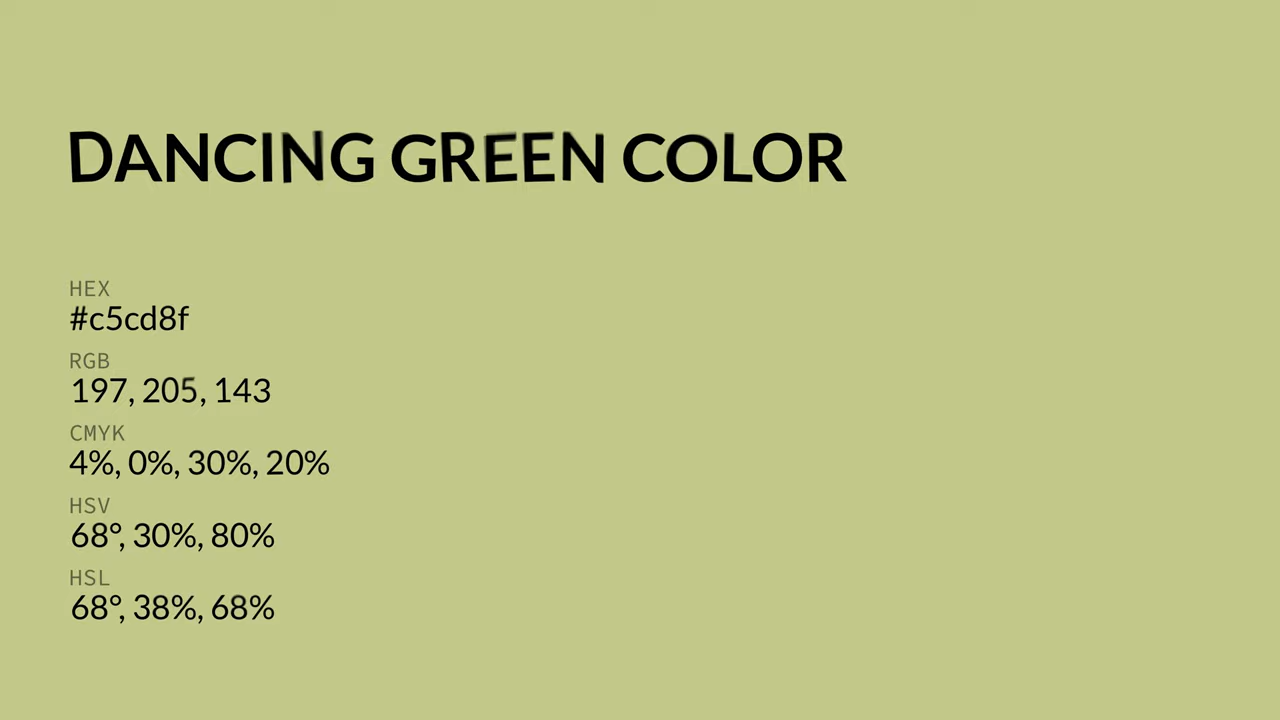 DANCING GREEN COLOR
HEX
#c5cd8f
RGB
197, 205, 143
CMYK
4%, 0%, 30%, 20%
HSV
68°, 30%, 80%
HSL
68°, 38%, 68%